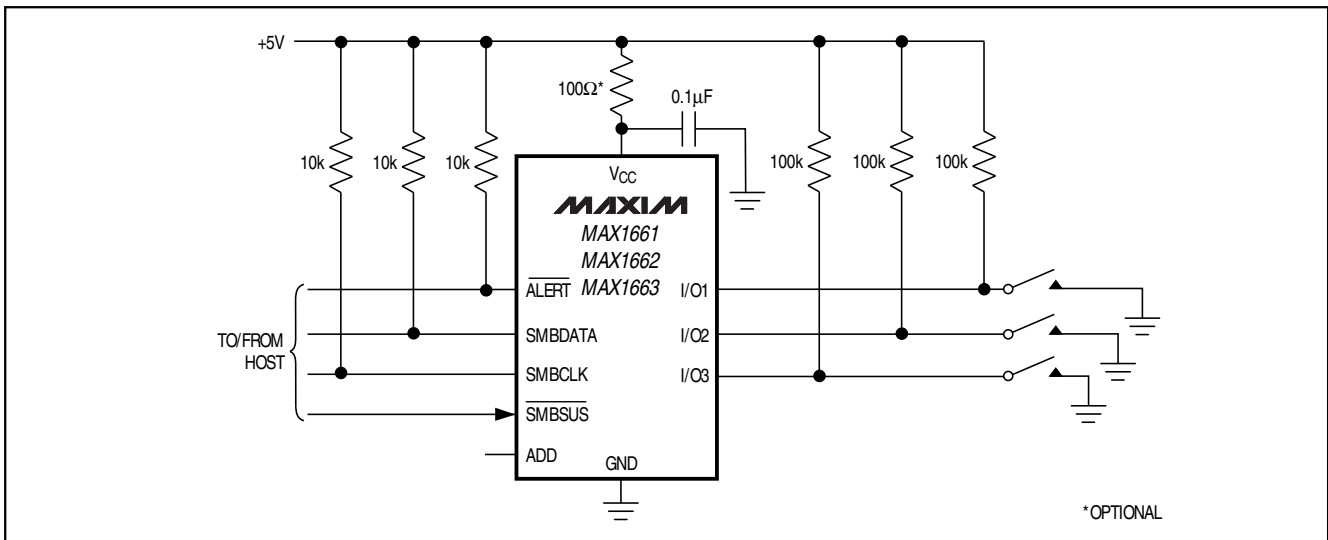 +5V
100Ω*
0.1µF
10k
10k
10k
100k
100k
100k
VCC
MAXIM
MAX1661
MAX1662
MAX1663
ALERT
I/O1
TO/FROM
HOST
SMBDATA
I/O2
SMBCLK
I/O3
SMBSUS
ADD
GND
*OPTIONAL